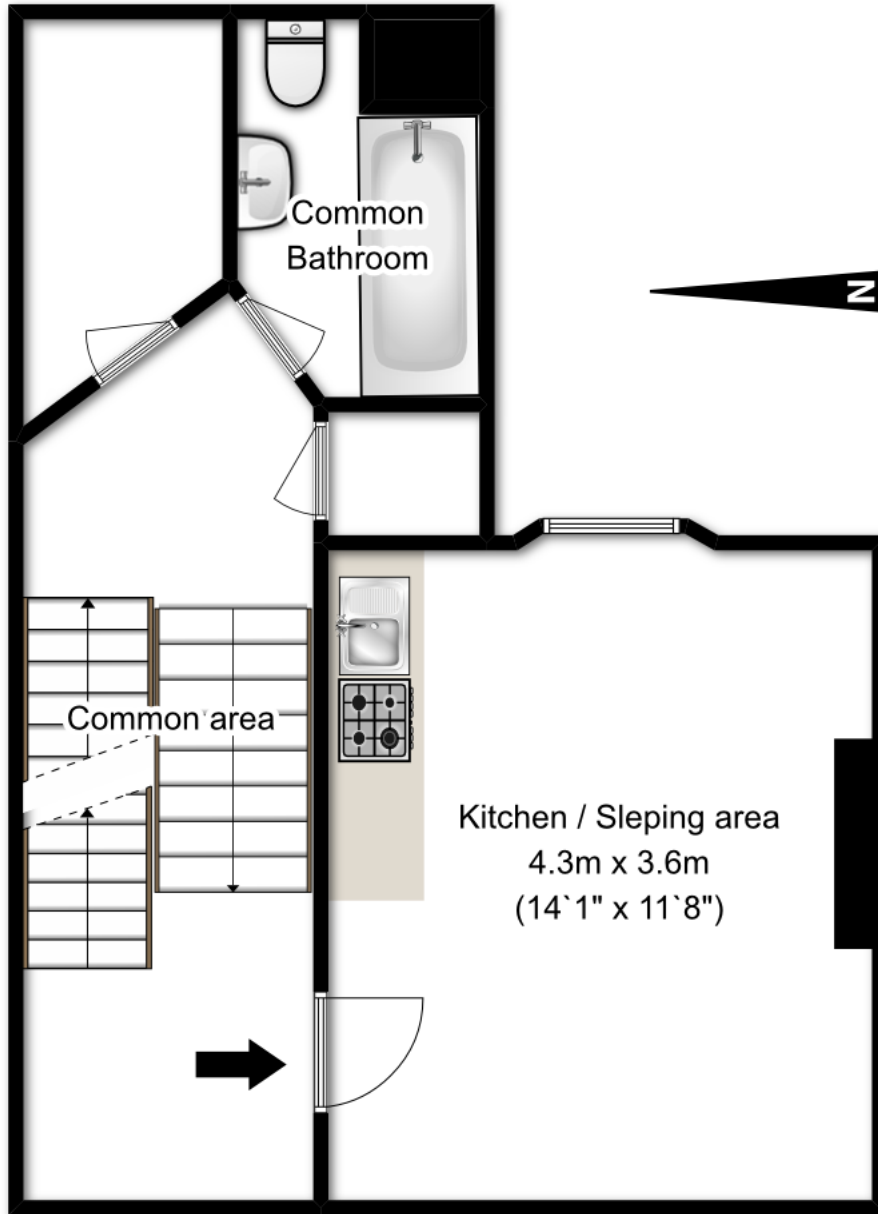 Common
Bathroom
N
Common area
Kitchen / Sleping area
4.3m x 3.6m
(14`1" x 11`8")